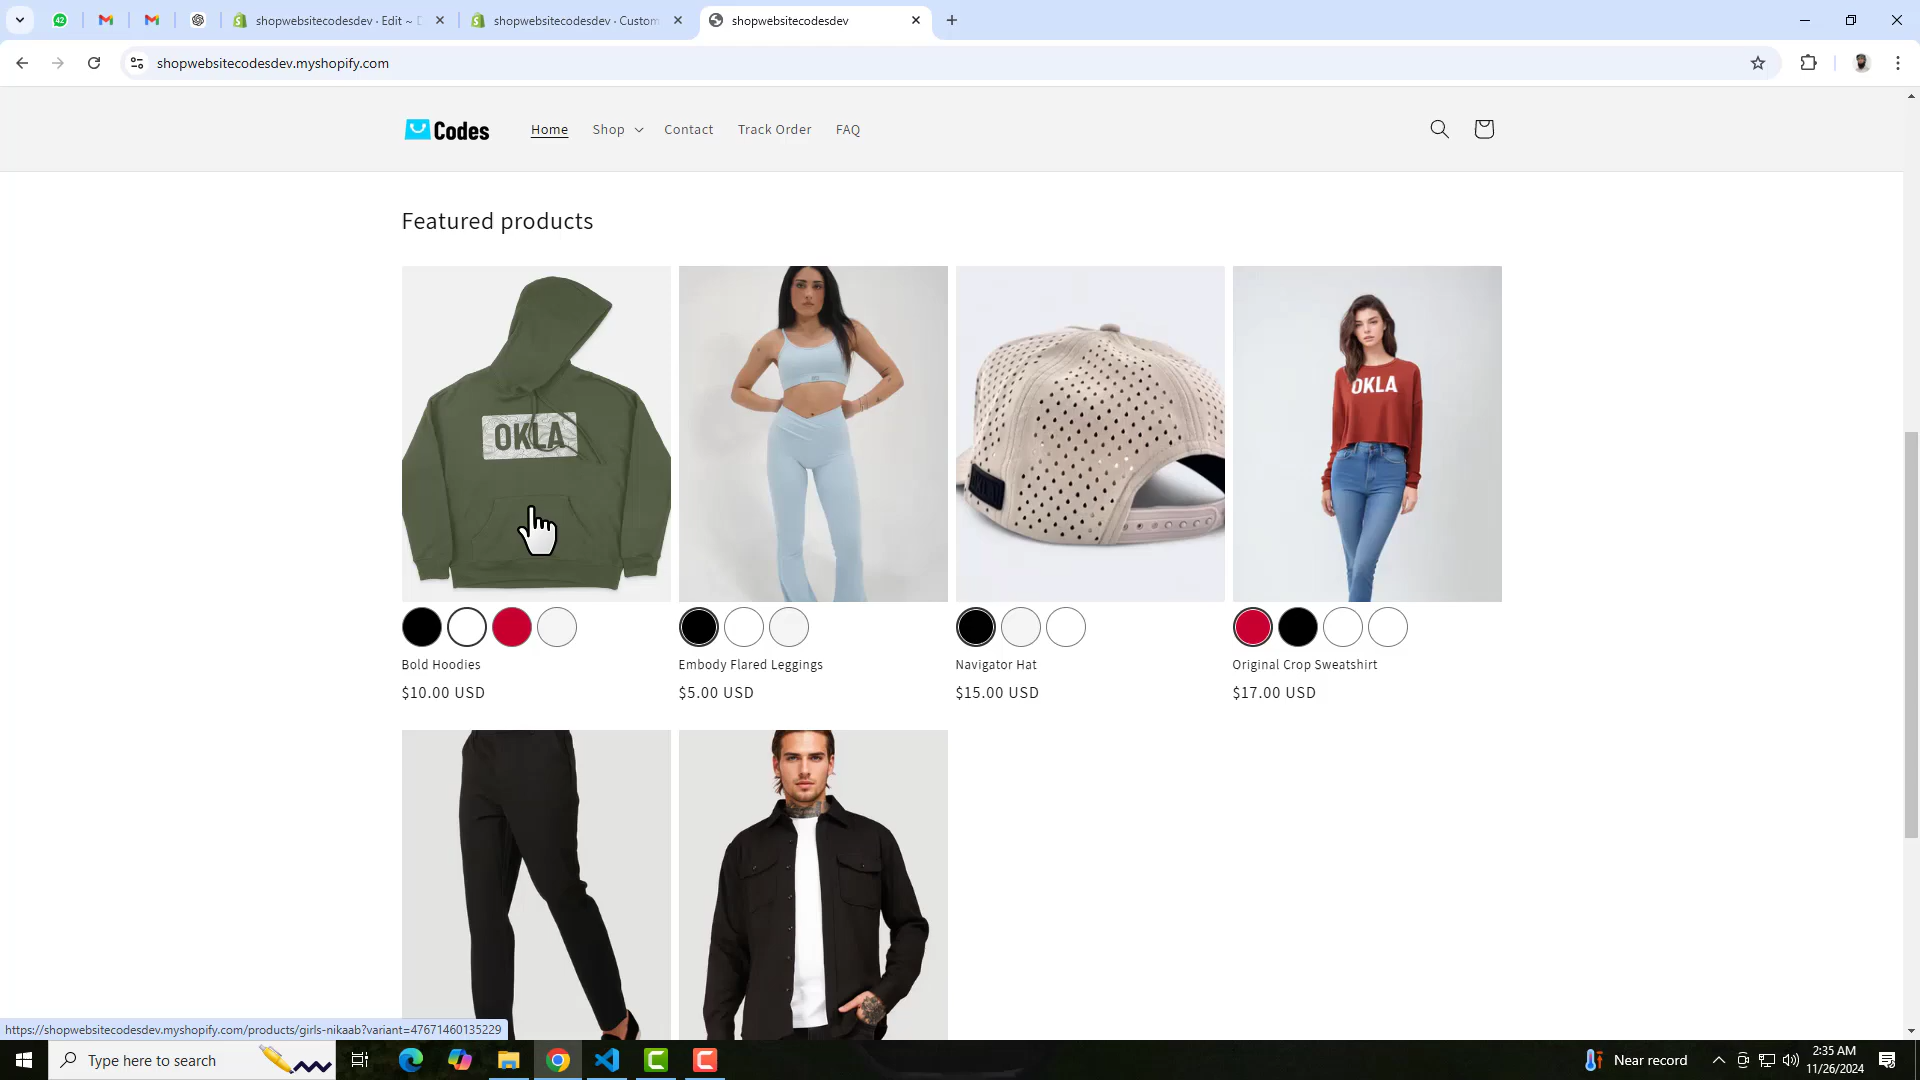 shopwebsitecodesdev · Edit ~ D
shopwebsitecodesdev · Custom
shopwebsitecodesdev
shopwebsitecodesdev.myshopify.com
Codes
Home
Shop
Contact
Track Order
FAQ
Featured products
OKLA
OKLA
Bold Hoodies
Embody Flared Leggings
Navigator Hat
Original Crop Sweatshirt
$10.00 USD
$5.00 USD
$15.00 USD
$17.00 USD
https://shopwebsitecodesdev.myshopify.com/products/girls-nikaab?variant=47671460135229
Type here to search
Near record
2:35 AM
11/26/2024